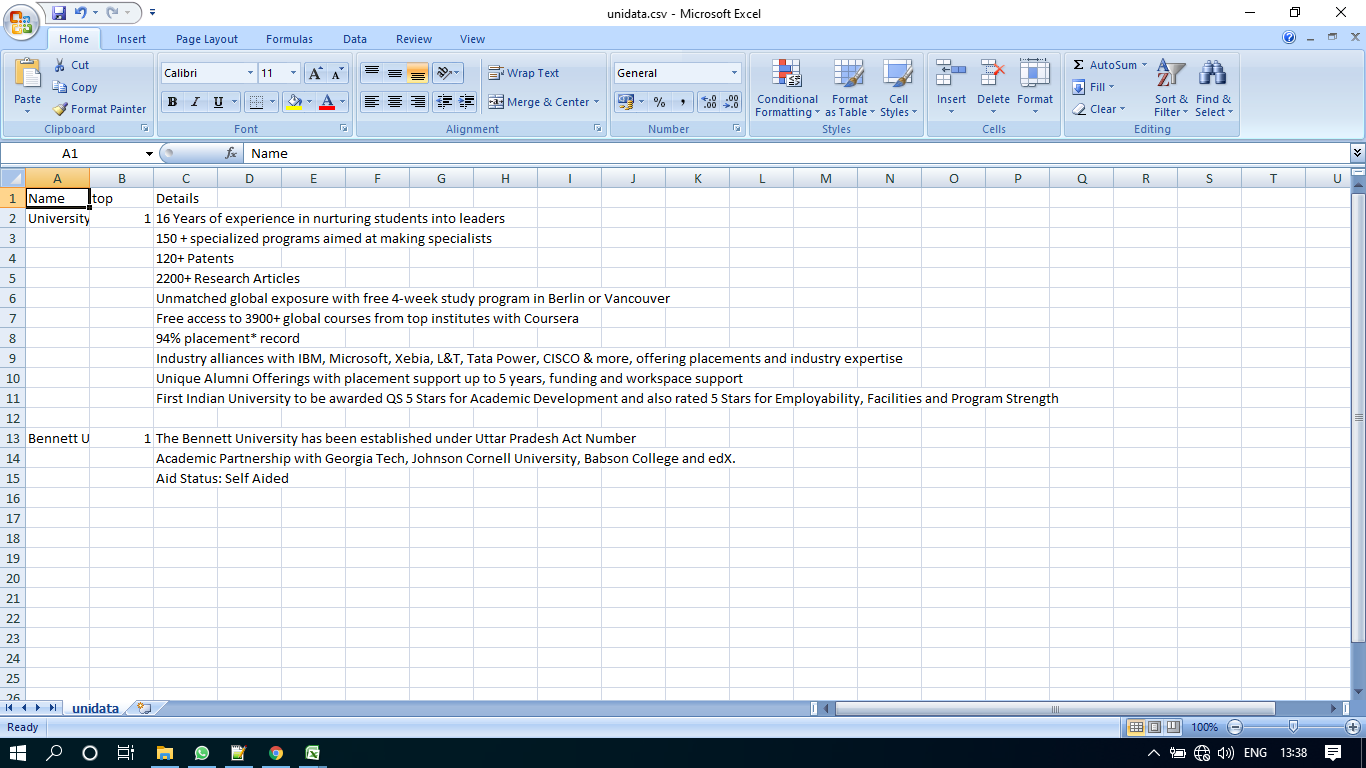 unidata.csv - Microsoft Excel
Home Insert Page Layout Formulas Data Review View
Paste
Cut
Copy
Format Painter
Clipboard
Calibri 11
B I U
Font
Wrap Text
Merge & Center
Alignment
General
% ,
Number
Conditional Formatting
Format as Table
Cell Styles
Styles
Insert Delete Format
Cells
Σ AutoSum
Fill
Clear
Sort & Filter
Find & Select
Editing
A1 fx Name
A B C D E F G H I J K L M N O P Q R S T U
1 Name top Details
2 University 1 16 Years of experience in nurturing students into leaders
3 150 + specialized programs aimed at making specialists
4 120+ Patents
5 2200+ Research Articles
6 Unmatched global exposure with free 4-week study program in Berlin or Vancouver
7 Free access to 3900+ global courses from top institutes with Coursera
8 94% placement* record
9 Industry alliances with IBM, Microsoft, Xebia, L&T, Tata Power, CISCO & more, offering placements and industry expertise
10 Unique Alumni Offerings with placement support up to 5 years, funding and workspace support
11 First Indian University to be awarded QS 5 Stars for Academic Development and also rated 5 Stars for Employability, Facilities and Program Strength
12
13 Bennett U 1 The Bennett University has been established under Uttar Pradesh Act Number
14 Academic Partnership with Georgia Tech, Johnson Cornell University, Babson College and edX.
15 Aid Status: Self Aided
16
17
18
19
20
21
22
23
24
25
26
unidata
Ready 100%
ENG 13:38